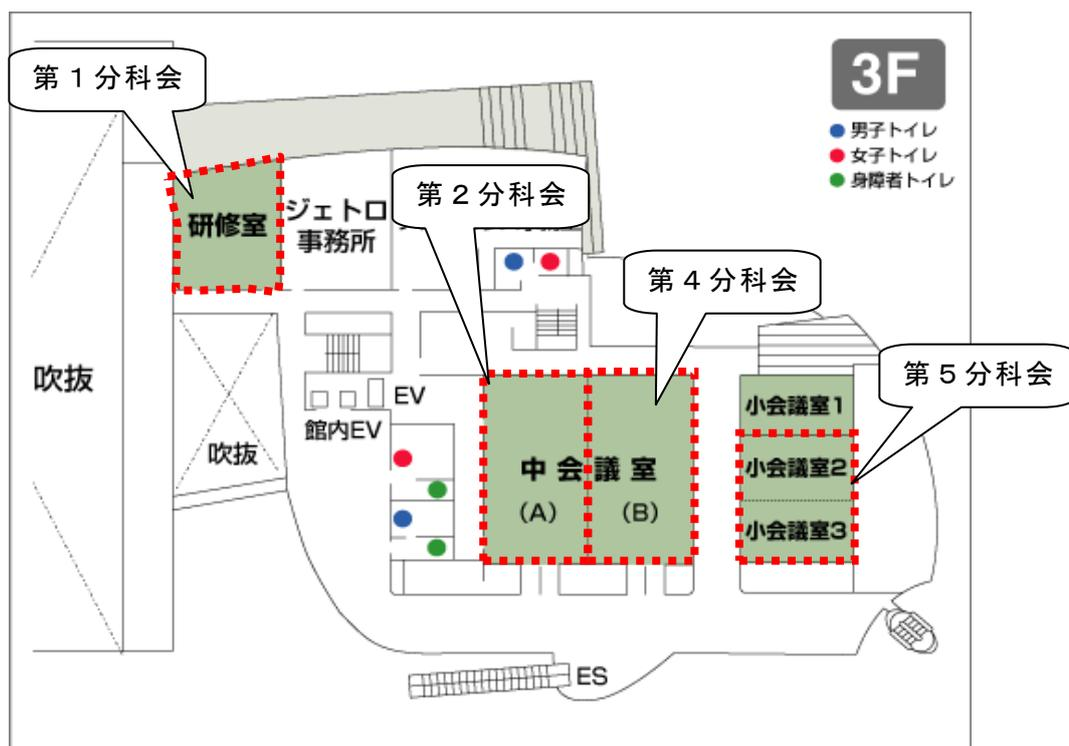 第1分科会
3F
男子トイレ
女子トイレ
身障者トイレ
第2分科会
研修室
ジェトロ
事務所
第4分科会
第5分科会
吹抜
EV
館内EV
吹抜
小会議室1
小会議室2
小会議室3
中会議室
(A)
(B)
ES